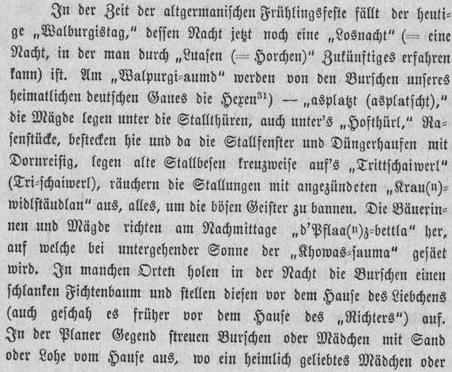 In der Zeit der altgermanischen Frühlingsfeste fällt der heuti-
ge „Walburgistag," dessen Nacht jetzt noch eine „Losnacht" (= eine
Nacht, in der man durch „Luasen (= Horchen)" Zukünftiges erfahren
kann) ist. Am „Walpurgi-aumd" werden von den Burschen unseres
heimatlichen deutschen Gaues die Hexen³¹) — „asplatzt (asplatscht),"
die Mägde legen unter die Stallthüren, auch unter's „Hofthürl," Ra-
senstücke, bestecken hie und da die Stallfenster und Düngerhaufen mit
Dornreisig, legen alte Stallbesen kreuzweise auf's „Trittschaiwerl"
(Tri-schaiwerl), räuchern die Stallungen mit angezündeten „Krau(n)-
widlstäudlan" aus, alles, um die bösen Geister zu bannen. Die Bäuerin-
nen und Mägde richten am Nachmittage „d'Pflaa(n)z-bettla" her,
auf welche bei untergehender Sonne der „Khowas-sauma" gesäet
wird. In manchen Orten holen in der Nacht die Burschen einen
schlanken Fichtenbaum und stellen diesen vor dem Hause des Liebchens
(auch geschah es früher vor dem Hause des „Richters") auf.
In der Planer Gegend streuen Burschen oder Mädchen mit Sand
oder Lohe vom Hause aus, wo ein heimlich geliebtes Mädchen oder